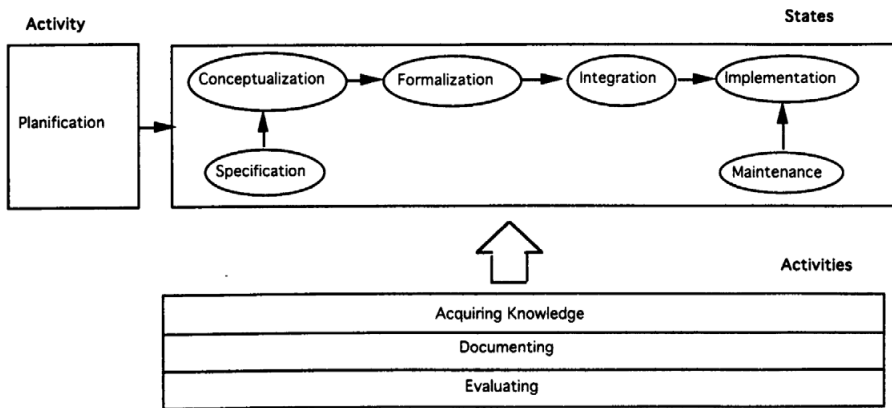 Activity
States
Planification
Conceptualization
Formalization
Integration
Implementation
Specification
Maintenance
Activities
Acquiring Knowledge
Documenting
Evaluating